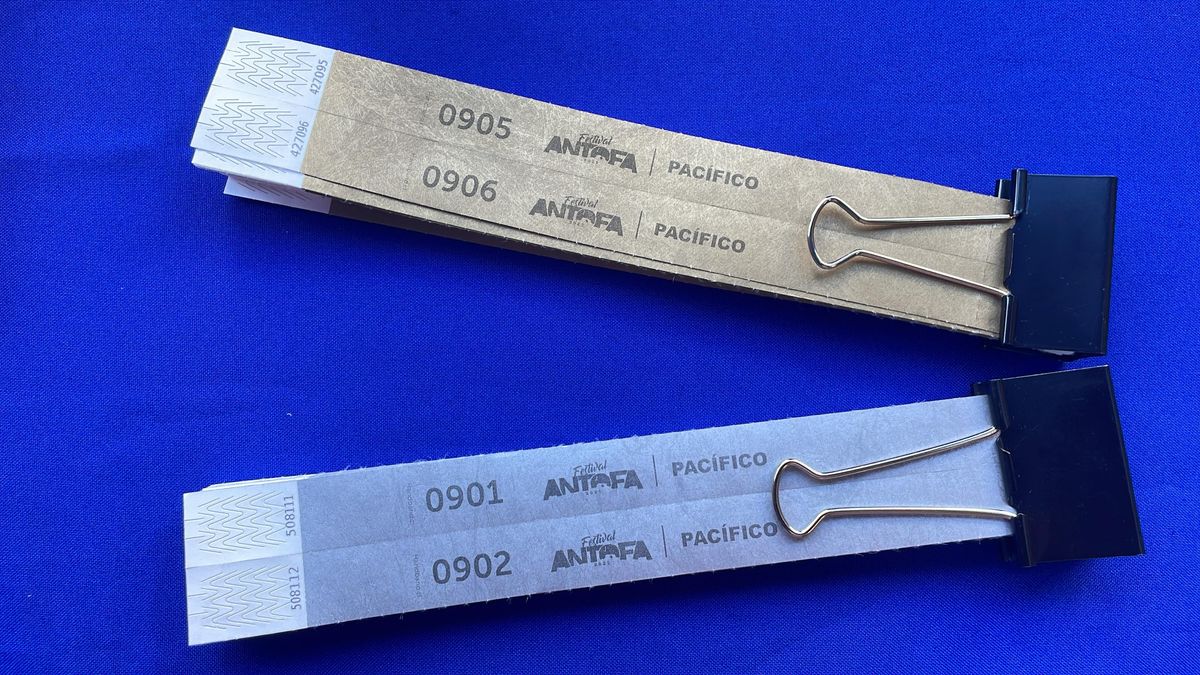 427095
0905 Festival ANTOFA PACÍFICO
427096
0906 Festival ANTOFA PACÍFICO
508111
0901 Festival ANTOFA PACÍFICO
508112
0902 Festival ANTOFA PACÍFICO